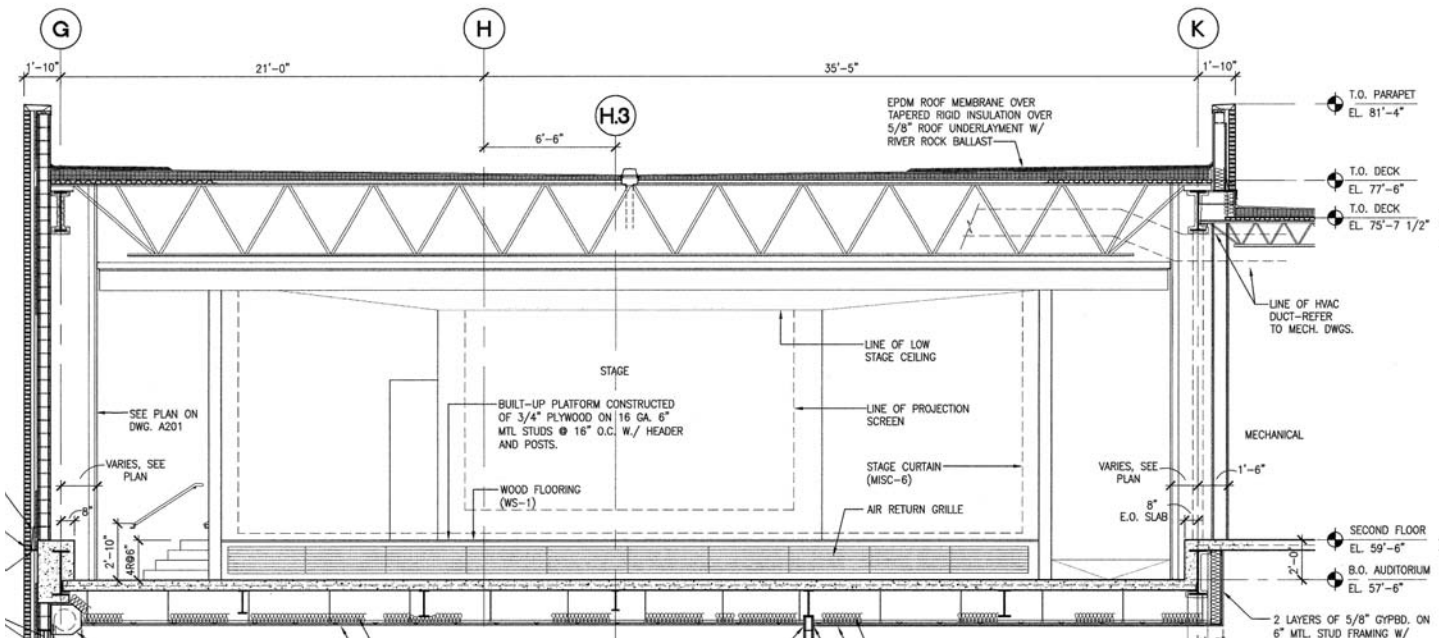 G
H
K
1'-10"
21'-0"
35'-5"
1'-10"
H.3
6'-6"
EPDM ROOF MEMBRANE OVER
TAPERED RIGID INSULATION OVER
5/8" ROOF UNDERLAYMENT W/
RIVER ROCK BALLAST
T.O. PARAPET
EL. 81'-4"
T.O. DECK
EL. 77'-6"
T.O. DECK
EL. 75'-7 1/2"
LINE OF HVAC
DUCT-REFER
TO MECH. DWGS.
LINE OF LOW
STAGE CEILING
STAGE
BUILT-UP PLATFORM CONSTRUCTED
OF 3/4" PLYWOOD ON 16 GA. 6"
MTL STUDS @ 16" O.C. W./ HEADER
AND POSTS.
LINE OF PROJECTION
SCREEN
SEE PLAN ON
DWG. A201
MECHANICAL
VARIES, SEE
PLAN
STAGE CURTAIN
(MISC-6)
VARIES, SEE
PLAN
1'-6"
WOOD FLOORING
(WS-1)
AIR RETURN GRILLE
8"
8"
E.O. SLAB
2'-10"
4R@6"
SECOND FLOOR
EL. 59'-6"
2'-0"
B.O. AUDITORIUM
EL. 57'-6"
2 LAYERS OF 5/8" GYPBD. ON
6" MTL. STUD FRAMING W/